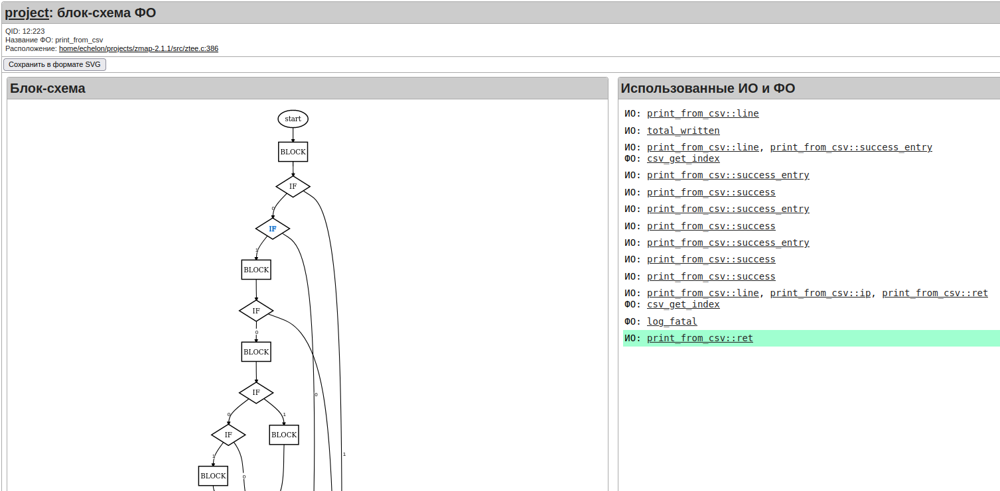 project: блок-схема ФО
QID: 12:223
Название ФО: print_from_csv
Расположение: home/echelon/projects/zmap-2.1.1/src/ztee.c:386
Сохранить в формате SVG
Блок-схема
start
BLOCK
IF
0
IF
1
BLOCK
IF
0
BLOCK
IF
0
0
1
IF
BLOCK
1
1
BLOCK
0
Использованные ИО и ФО
ИО: print_from_csv::line
ИО: total_written
ИО: print_from_csv::line, print_from_csv::success_entry
ФО: csv_get_index
ИО: print_from_csv::success_entry
ИО: print_from_csv::success
ИО: print_from_csv::success_entry
ИО: print_from_csv::success
ИО: print_from_csv::success_entry
ИО: print_from_csv::success
ИО: print_from_csv::success
ИО: print_from_csv::line, print_from_csv::ip, print_from_csv::ret
ФО: csv_get_index
ФО: log_fatal
ИО: print_from_csv::ret